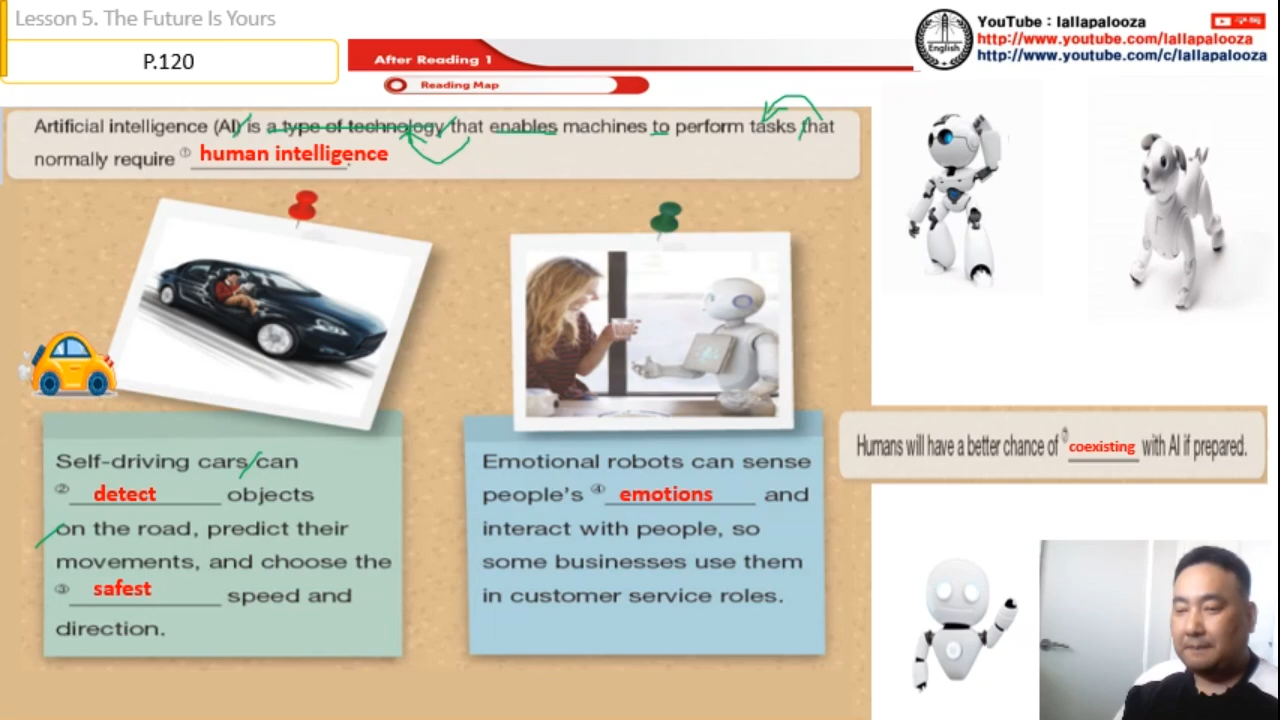 Lesson 5. The Future Is Yours
P.120
After Reading 1
Reading Map
English
YouTube : lallapalooza
http://www.youtube.com/lallapalooza
http://www.youtube.com/c/lallapalooza
Artificial intelligence (AI) is a type of technology that enables machines to perform tasks that
normally require ① human intelligence.
Self-driving cars can
② detect objects
on the road, predict their
movements, and choose the
③ safest speed and
direction.
Emotional robots can sense
people's ④ emotions and
interact with people, so
some businesses use them
in customer service roles.
Humans will have a better chance of coexisting with AI if prepared.